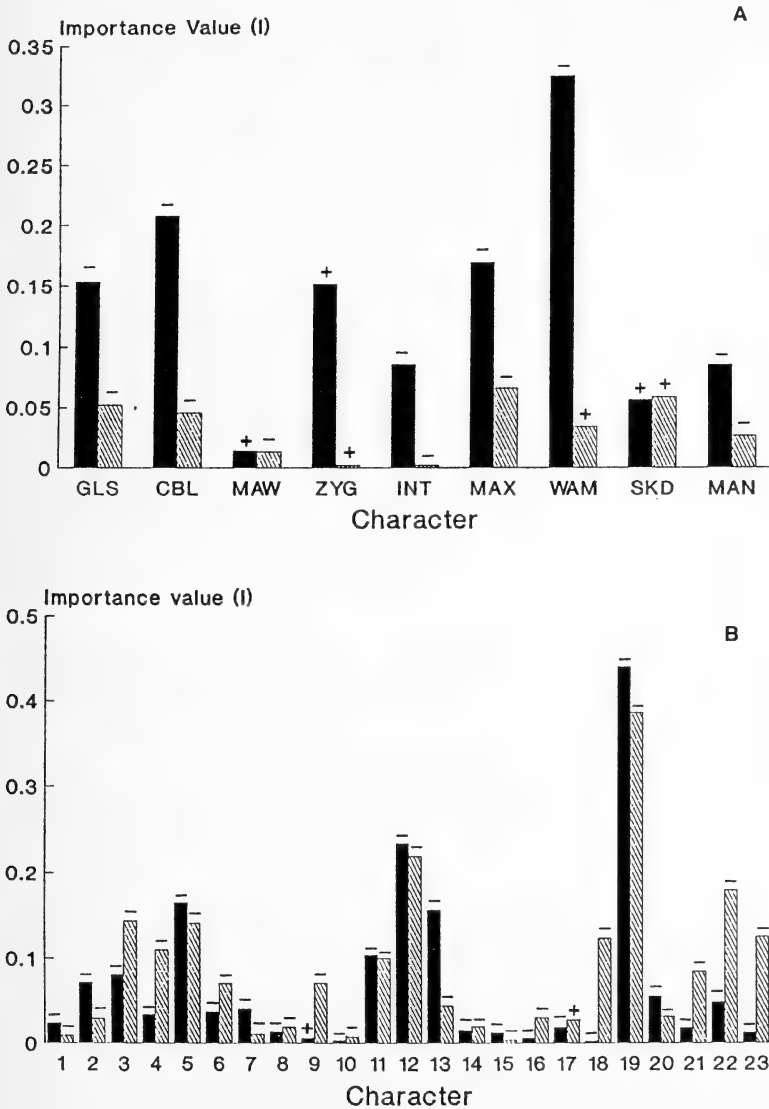 A
Importance Value (I)
0.35
0.3
0.25
0.2
0.15
0.1
0.05
0
− − − − + − + + − − − − − + + + − −
GLS CBL MAW ZYG INT MAX WAM SKD MAN
Character
Importance value (I)
B
0.5
0.4
0.3
0.2
0.1
0
1 2 3 4 5 6 7 8 9 10 11 12 13 14 15 16 17 18 19 20 21 22 23
Character